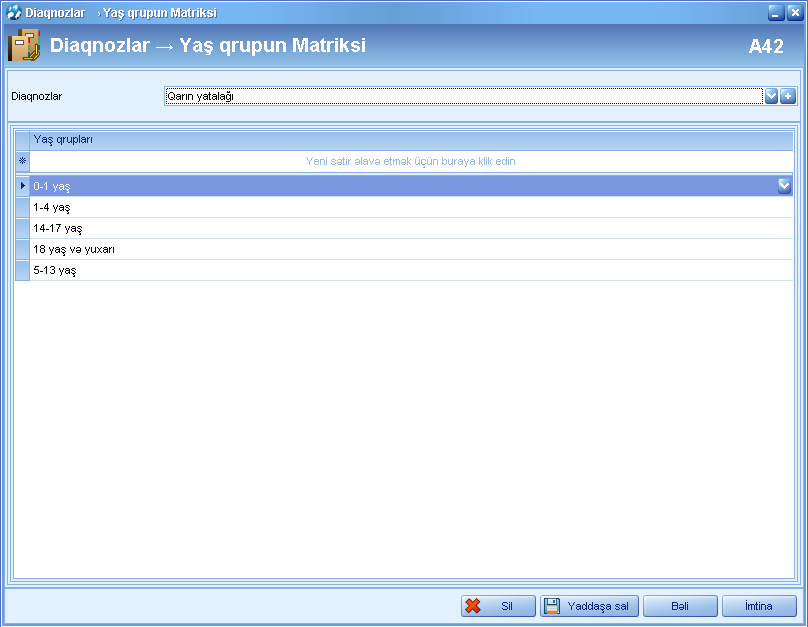 Diaqnozlar → Yaş qrupun Matriksi
Diaqnozlar → Yaş qrupun Matriksi
A42
Diaqnozlar
Qarın yatalağı
Yaş qrupları
Yeni sətir əlavə etmək üçün buraya klik edin
0-1 yaş
1-4 yaş
14-17 yaş
18 yaş və yuxarı
5-13 yaş
Sil
Yaddaşa sal
Bəli
İmtina